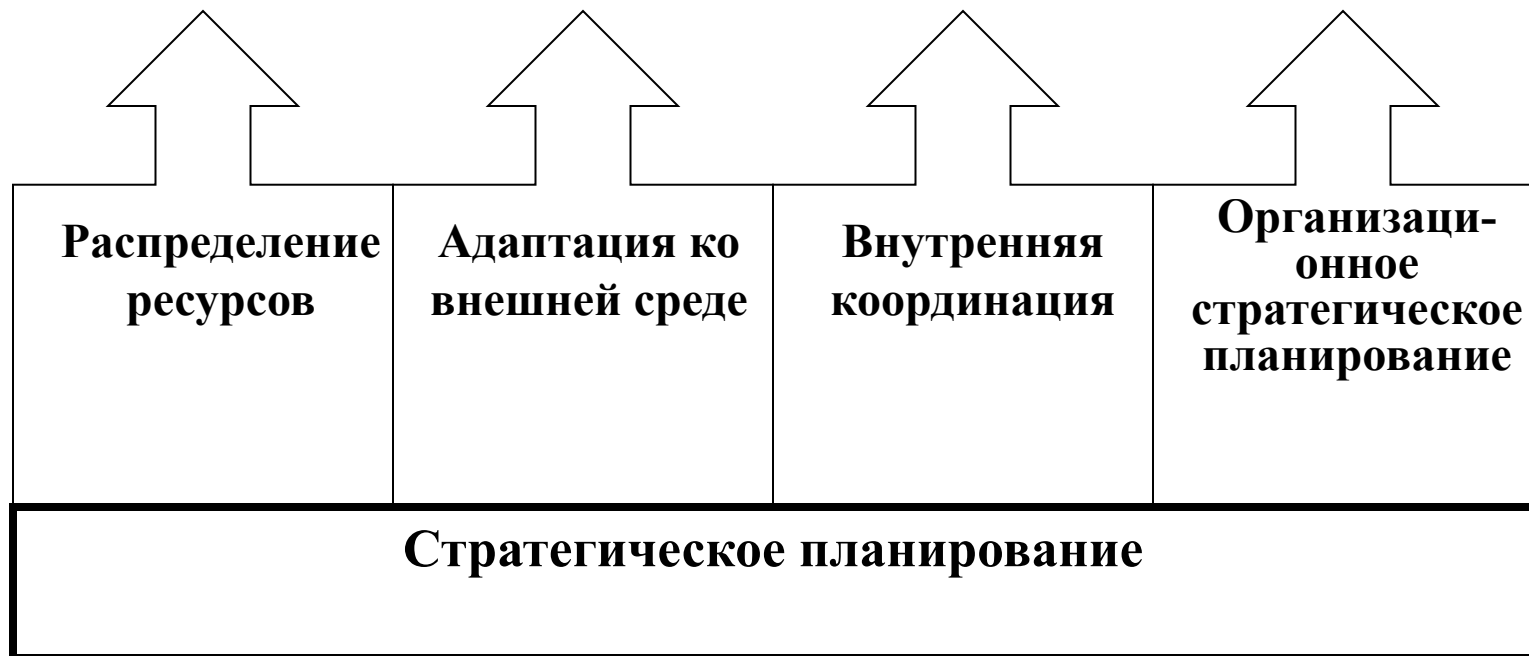 Распределение
ресурсов
Адаптация ко
внешней среде
Внутренняя
координация
Организаци-
онное
стратегическое
планирование
Стратегическое планирование